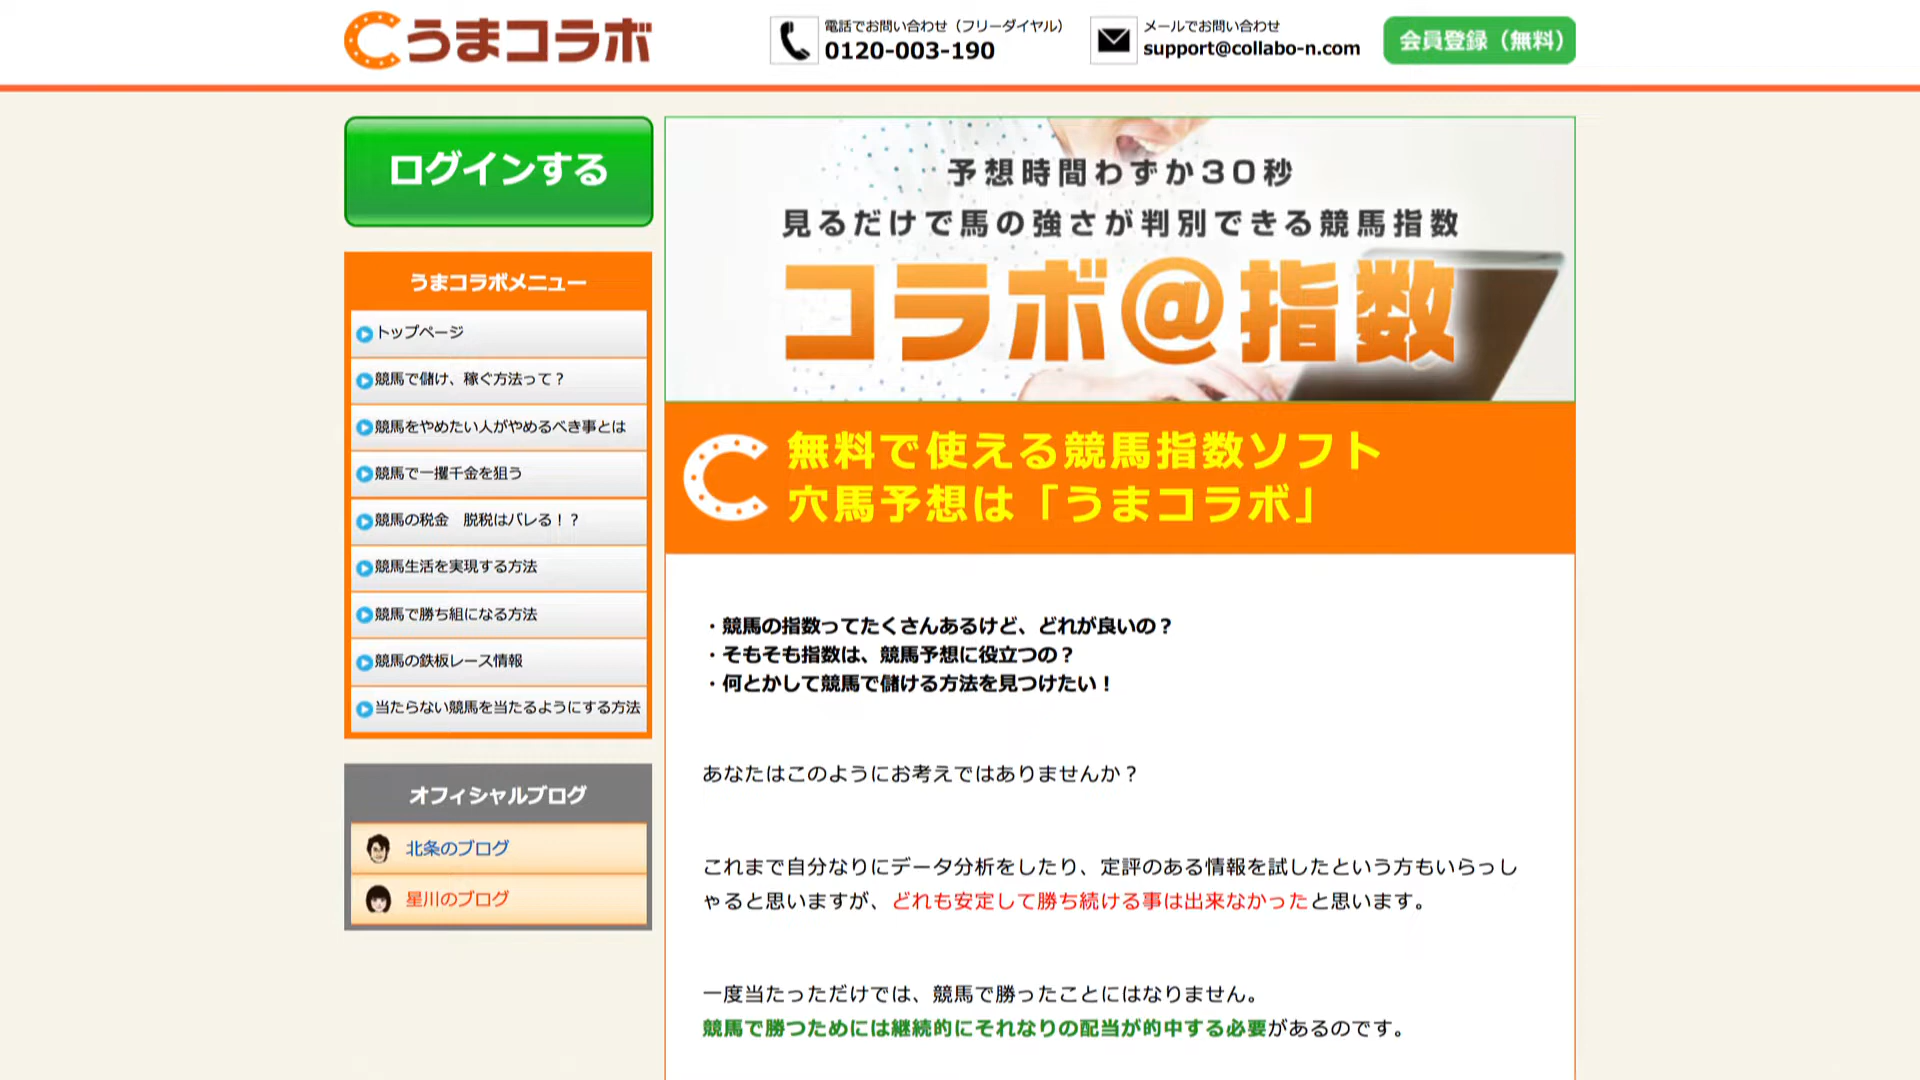 うまコラボ
電話でお問い合わせ（フリーダイヤル）
0120-003-190
メールでお問い合わせ
support@collabo-n.com
会員登録（無料）
ログインする
うまコラボメニュー
トップページ
競馬で儲け、稼ぐ方法って？
競馬をやめたい人がやめるべき事とは
競馬で一攫千金を狙う
競馬の税金　脱税はバレる！？
競馬生活を実現する方法
競馬で勝ち組になる方法
競馬の鉄板レース情報
当たらない競馬を当たるようにする方法
オフィシャルブログ
北条のブログ
星川のブログ
予想時間わずか30秒
見るだけで馬の強さが判別できる競馬指数
コラボ@指数
無料で使える競馬指数ソフト
穴馬予想は「うまコラボ」
・競馬の指数ってたくさんあるけど、どれが良いの？
・そもそも指数は、競馬予想に役立つの？
・何とかして競馬で儲ける方法を見つけたい！
あなたはこのようにお考えではありませんか？
これまで自分なりにデータ分析をしたり、定評のある情報を試したという方もいらっし
ゃると思いますが、どれも安定して勝ち続ける事は出来なかったと思います。
一度当たっただけでは、競馬で勝ったことにはなりません。
競馬で勝つためには継続的にそれなりの配当が的中する必要があるのです。